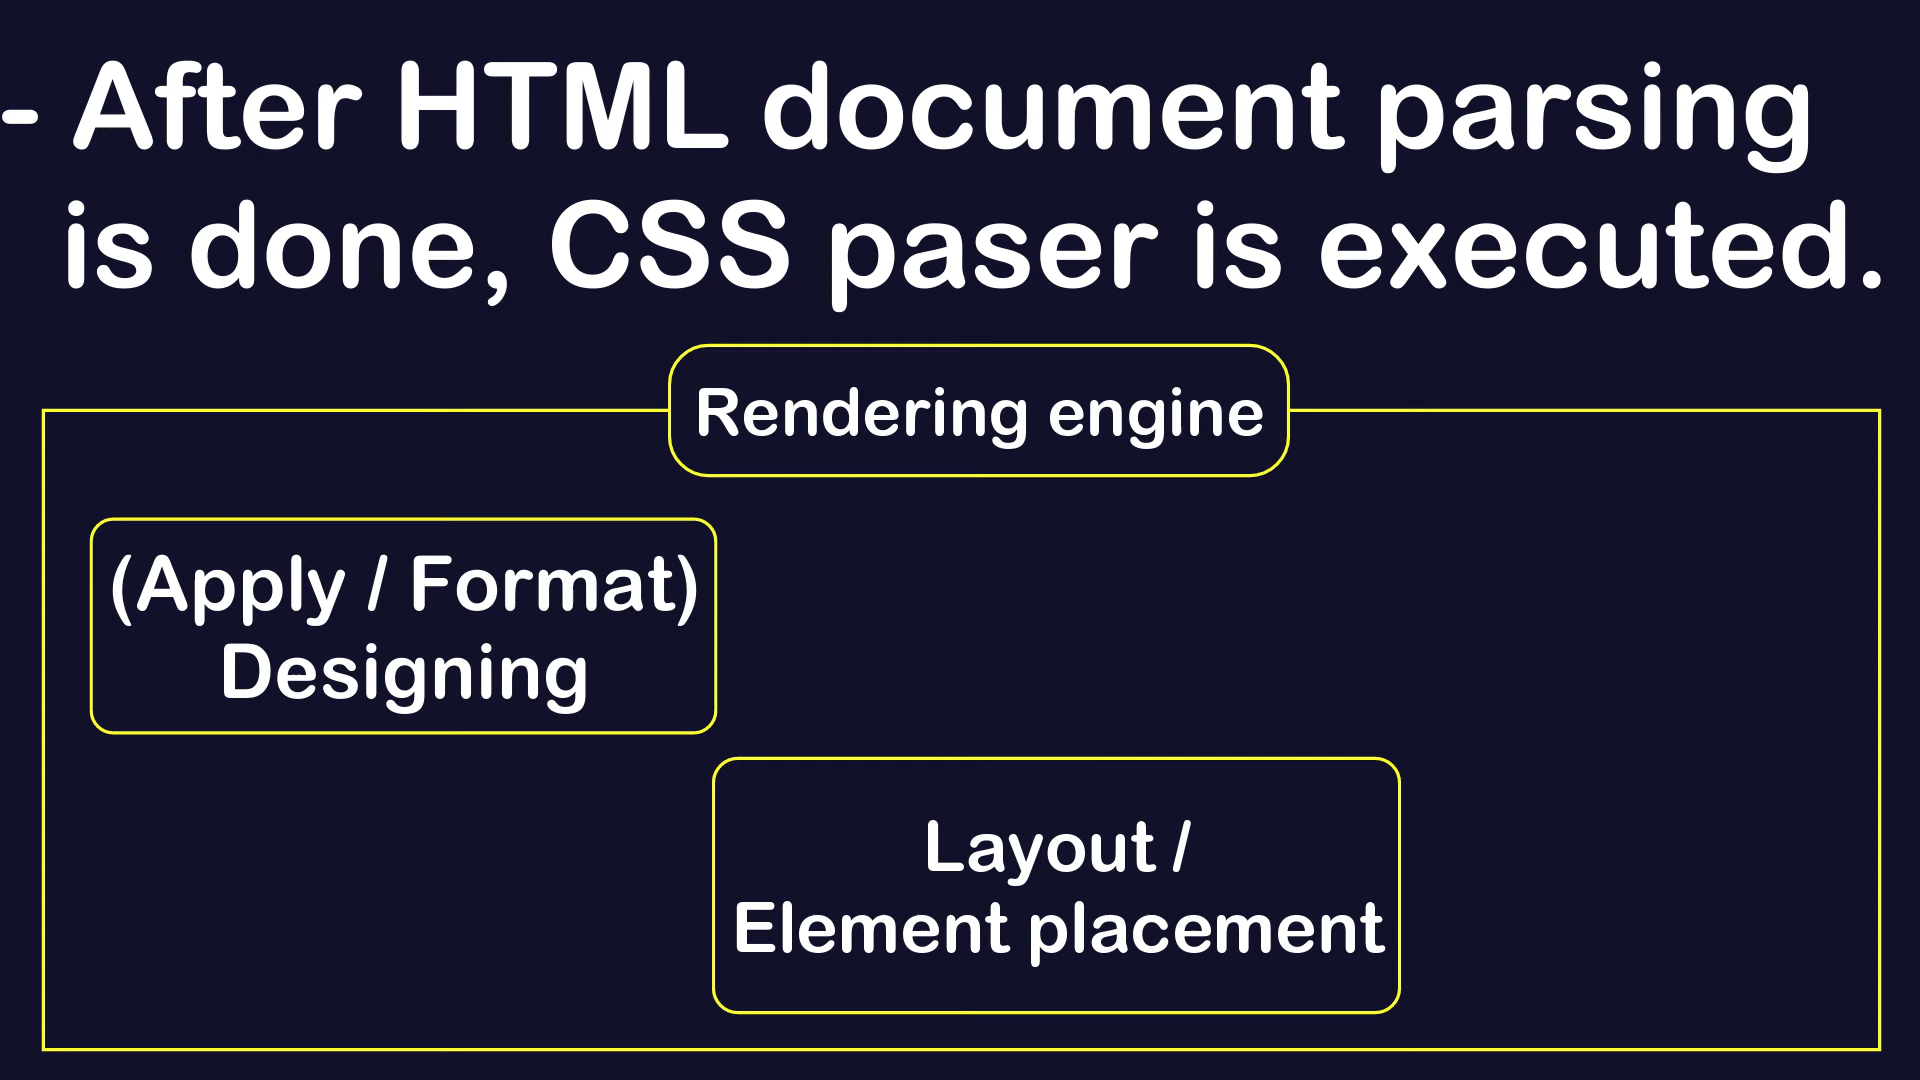 - After HTML document parsing
is done, CSS paser is executed.
Rendering engine
(Apply / Format)
Designing
Layout /
Element placement